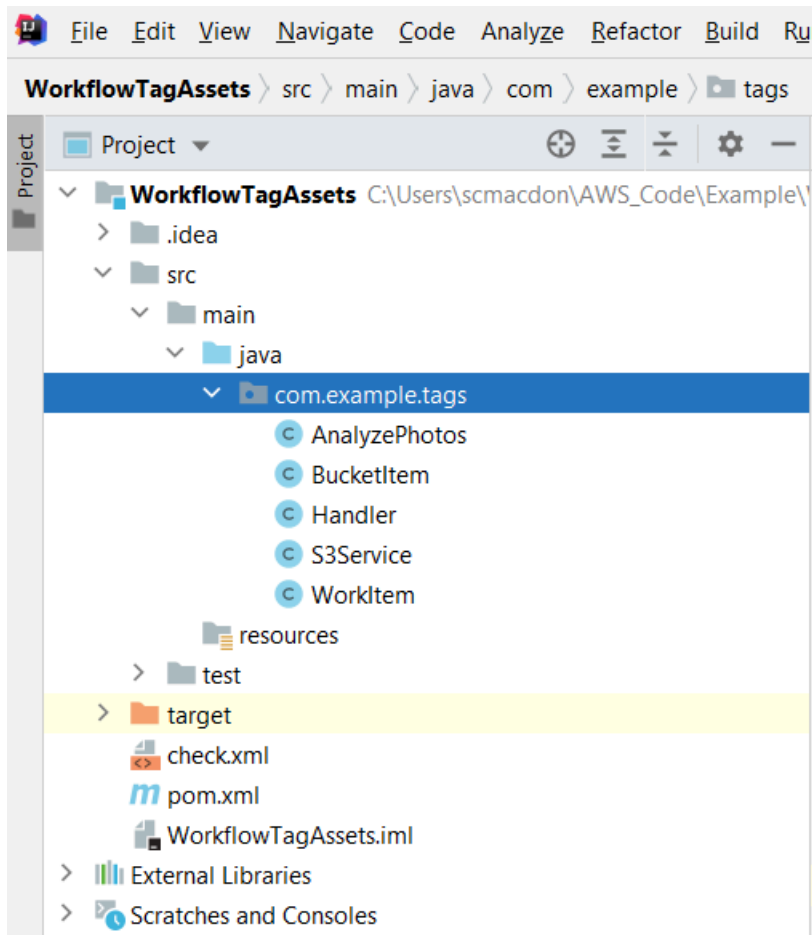 File Edit View Navigate Code Analyze Refactor Build Ru
WorkflowTagAssets src main java com example tags
Project
Project
WorkflowTagAssets C:\Users\scmacdon\AWS_Code\Example\
.idea
src
main
java
com.example.tags
C AnalyzePhotos
C BucketItem
C Handler
C S3Service
C WorkItem
resources
test
target
<> check.xml
m pom.xml
WorkflowTagAssets.iml
External Libraries
Scratches and Consoles